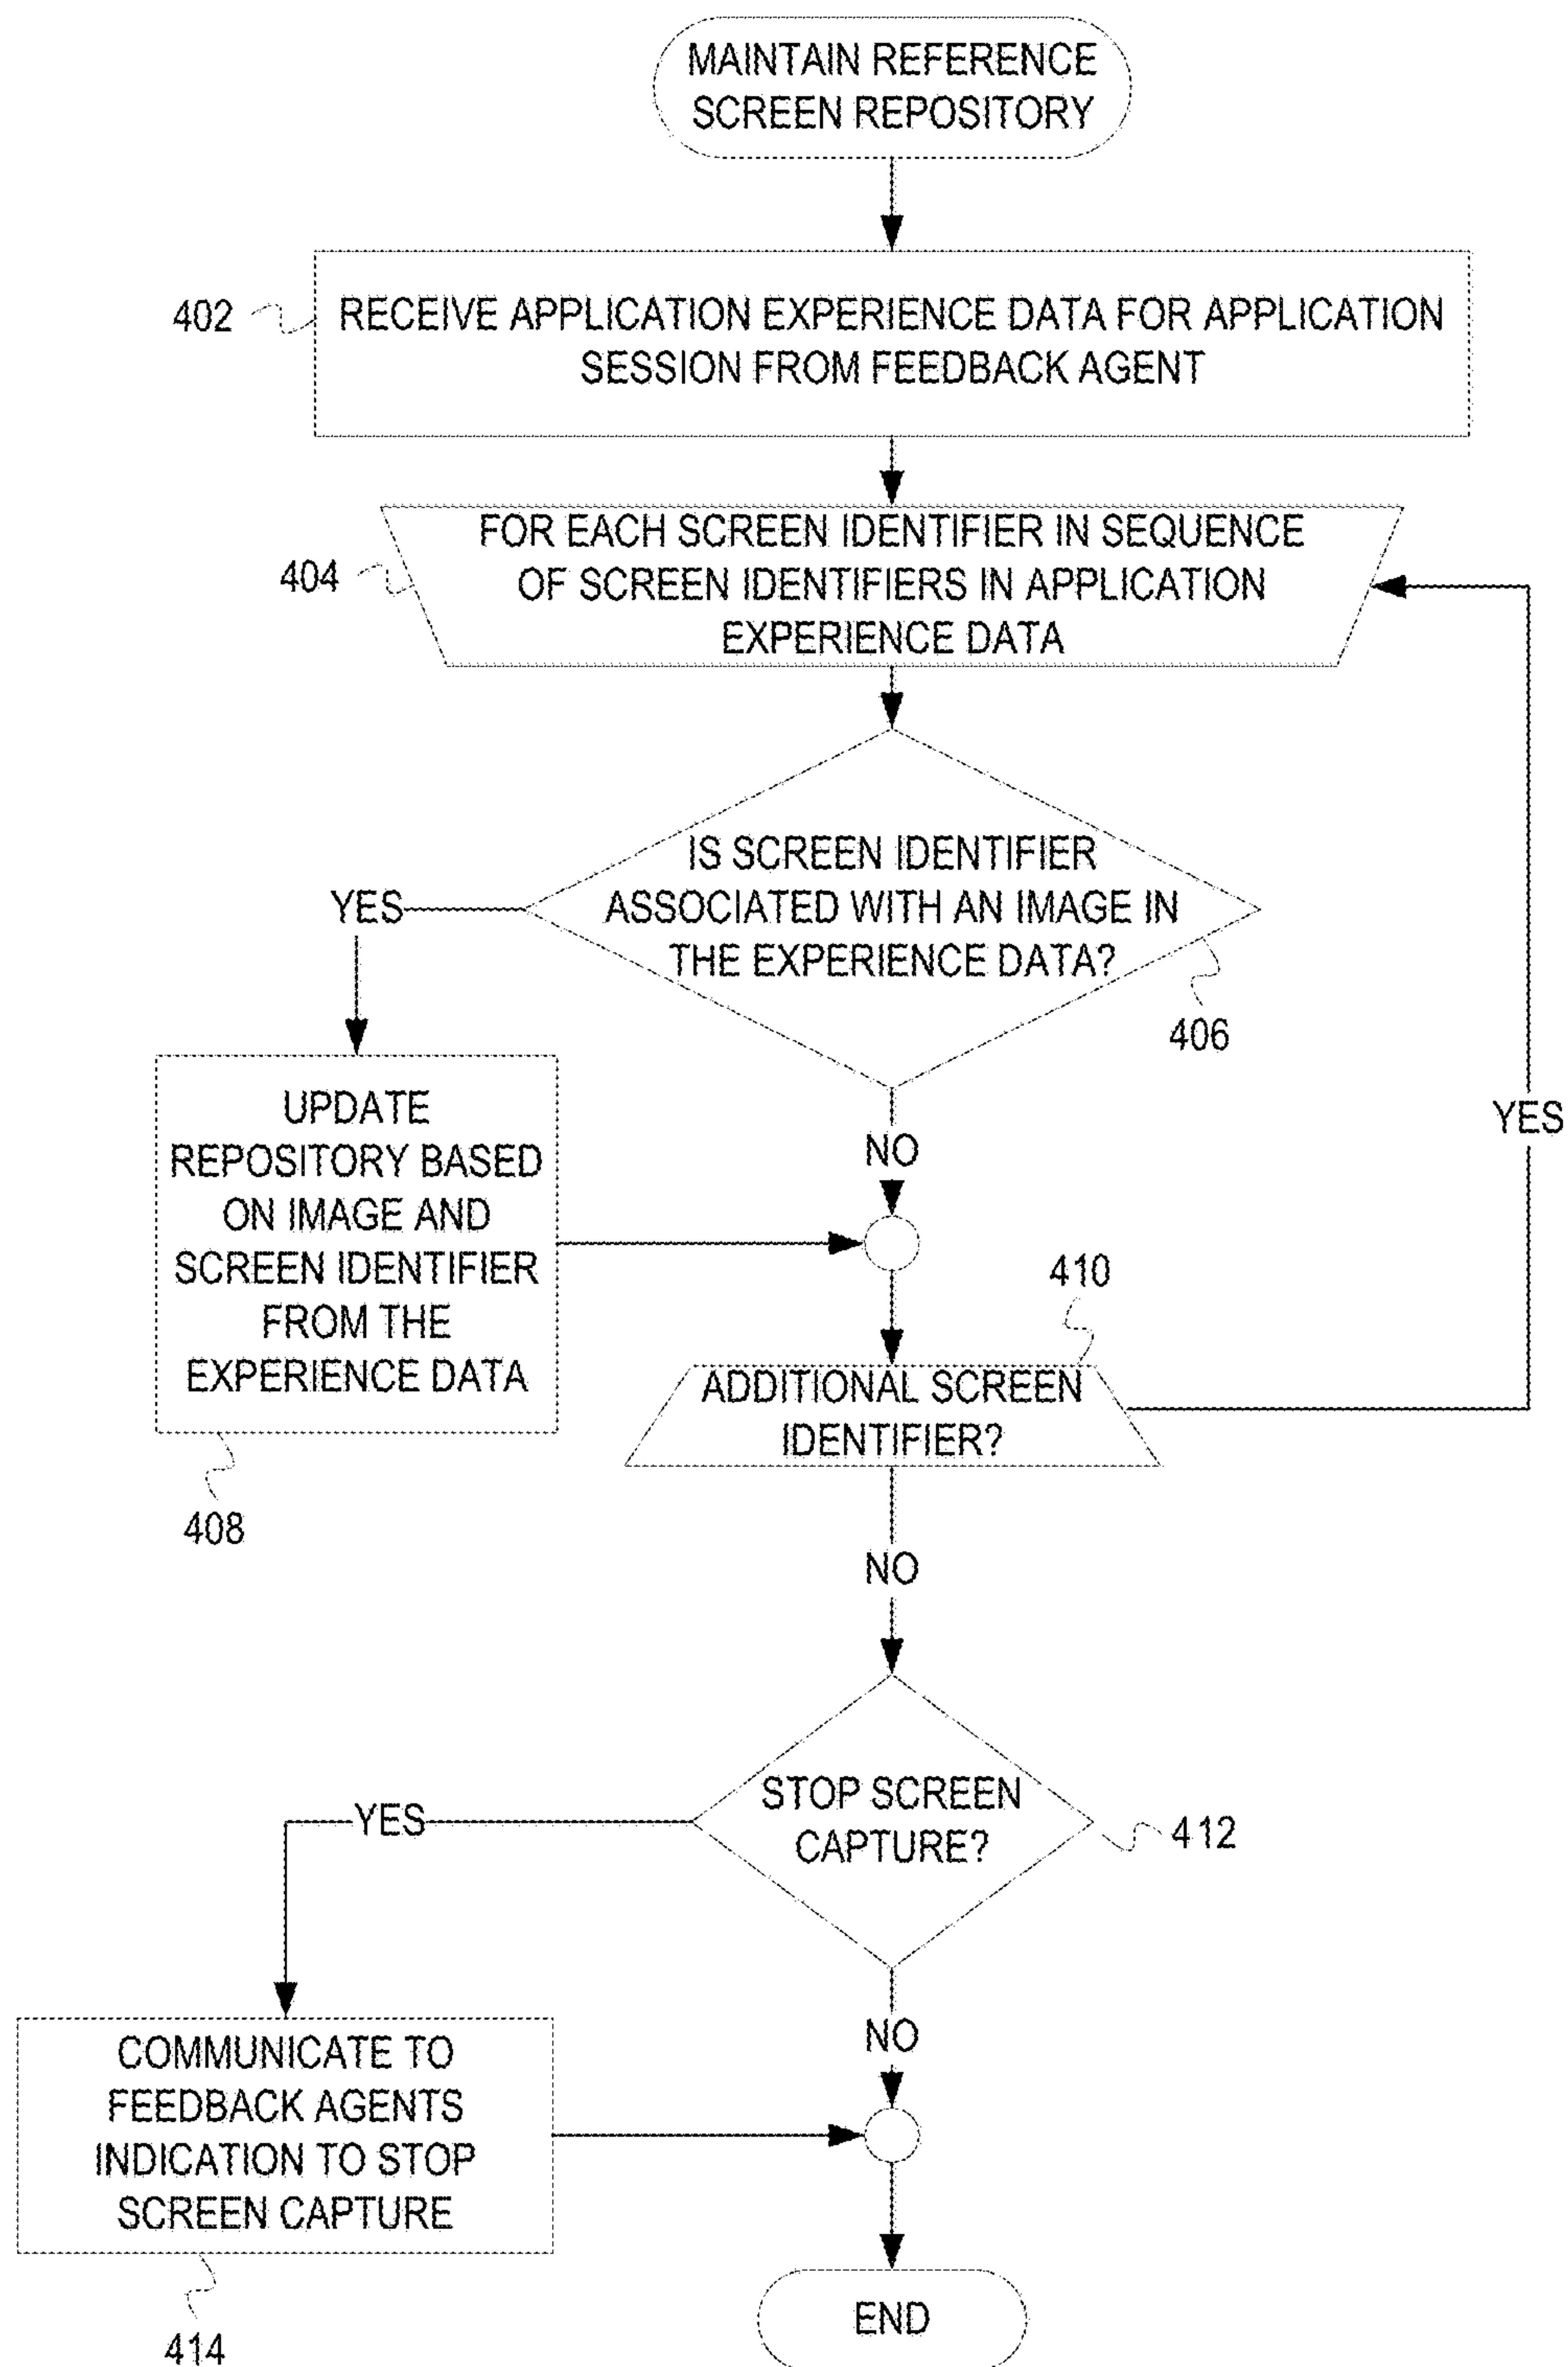 MAINTAIN REFERENCE
SCREEN REPOSITORY
402
RECEIVE APPLICATION EXPERIENCE DATA FOR APPLICATION
SESSION FROM FEEDBACK AGENT
404
FOR EACH SCREEN IDENTIFIER IN SEQUENCE
OF SCREEN IDENTIFIERS IN APPLICATION
EXPERIENCE DATA
IS SCREEN IDENTIFIER
ASSOCIATED WITH AN IMAGE IN
THE EXPERIENCE DATA?
406
YES
NO
UPDATE
REPOSITORY BASED
ON IMAGE AND
SCREEN IDENTIFIER
FROM THE
EXPERIENCE DATA
408
YES
410
ADDITIONAL SCREEN
IDENTIFIER?
NO
STOP SCREEN
CAPTURE?
412
YES
NO
COMMUNICATE TO
FEEDBACK AGENTS
INDICATION TO STOP
SCREEN CAPTURE
414
END